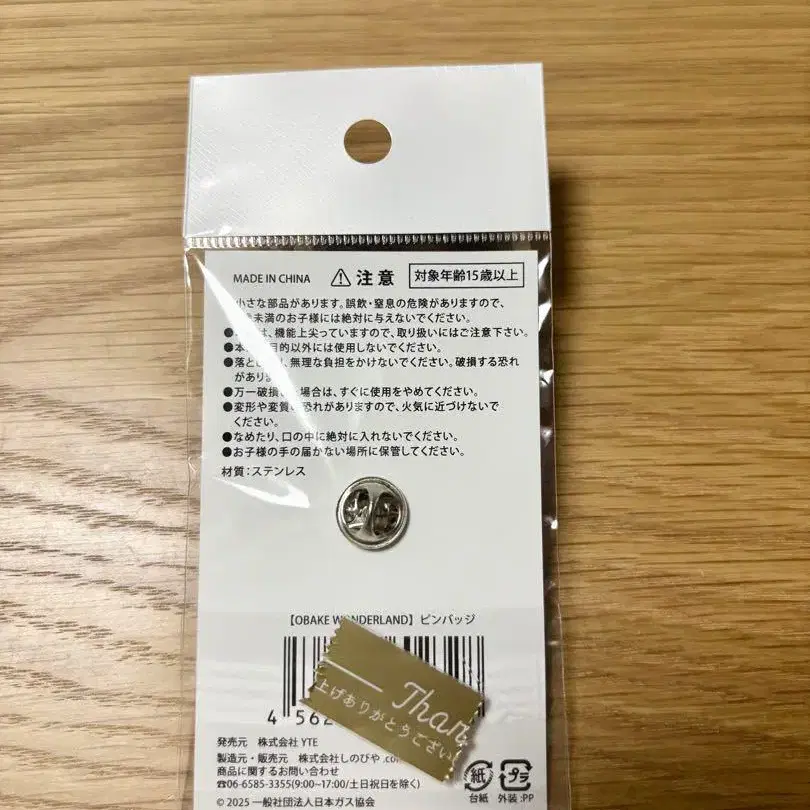 MADE IN CHINA 注意 対象年齢15歳以上
小さな部品があります。誤飲・窒息の危険がありますので、
未満のお子様には絶対に与えないでください。
● は、機能上尖っていますので、取り扱いにはご注意下さい。
●本 目的以外には使用しないでください。
●落と 、無理な負担をかけないでください。破損する恐れ
があります
●万一破損 場合は、すぐに使用をやめてください。
●変形や変質 恐れがありますので、火気に近づけないで
ください。
●なめたり、口の中に絶対に入れないでください。
●お子様の手の届かない場所に保管してください。
材質:ステンレス
【OBAKE WONDERLAND】ピンバッジ
Than
上げありがとうござい
4 562
発売元 株式会社 YTE
製造元・販売元 株式会社しのびや.com
商品に関するお問い合わせ
☎06-6585-3355(9:00~17:00/土日祝日を除く)
紙 プラ
台紙 外装:PP
©2025 一般社団法人日本ガス協会